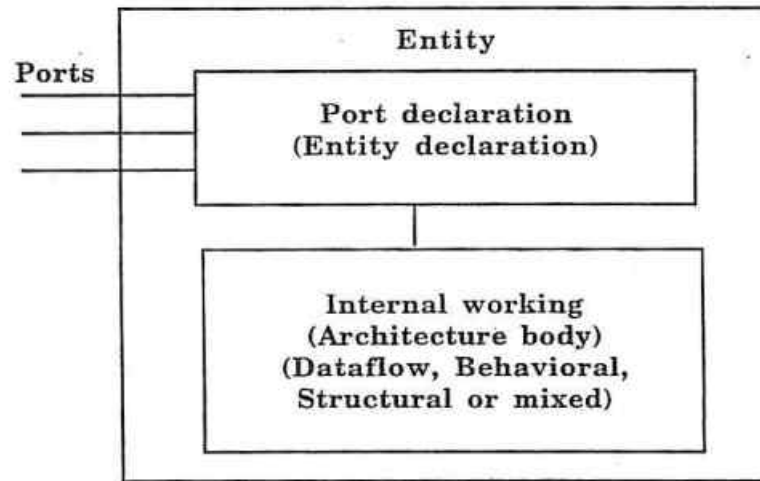 Entity
Ports
Port declaration
(Entity declaration)
Internal working
(Architecture body)
(Dataflow, Behavioral,
Structural or mixed)